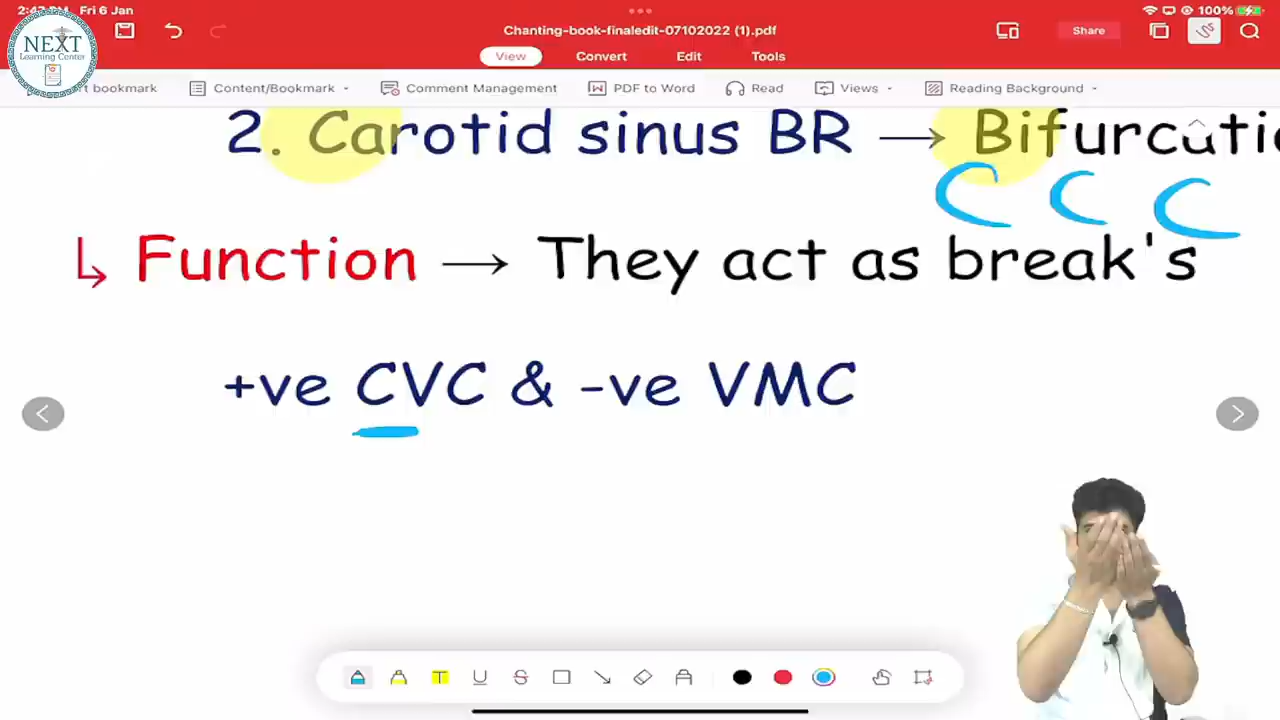 2:43 PM Fri 6 Jan
100%
NEXT
Learning Center
Chanting-book-finaledit-07102022 (1).pdf
Share
View
Convert
Edit
Tools
bookmark
Content/Bookmark
Comment Management
PDF to Word
Read
Views
Reading Background
2. Carotid sinus BR → Bifurcati
C C C
↳ Function → They act as break's
+ve CVC & -ve VMC
T
U
S